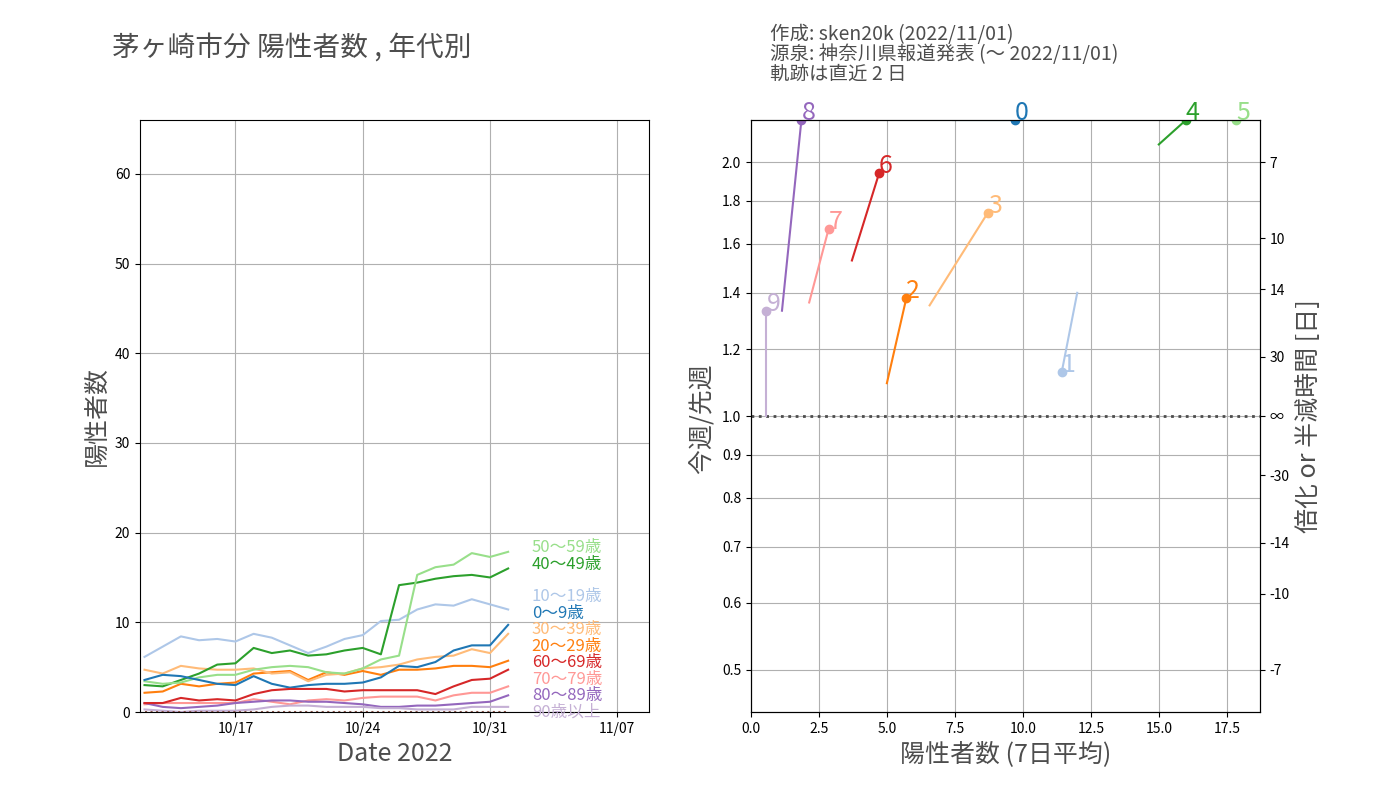 茅ヶ崎市分 陽性者数 , 年代別
作成: sken20k (2022/11/01)
源泉: 神奈川県報道発表 (～ 2022/11/01)
軌跡は直近 2 日
陽性者数
60
50
40
30
20
10
0
10/17
10/24
10/31
11/07
Date 2022
50～59歳
40～49歳
10～19歳
0～9歳
30～39歳
20～29歳
60～69歳
70～79歳
80～89歳
90歳以上
今週/先週
2.0
1.8
1.6
1.4
1.2
1.0
0.9
0.8
0.7
0.6
0.5
8
0
4
5
6
7
3
2
9
1
0.0
2.5
5.0
7.5
10.0
12.5
15.0
17.5
陽性者数 (7日平均)
7
10
14
30
∞
-30
-14
-10
-7
倍化 or 半減時間 [日]